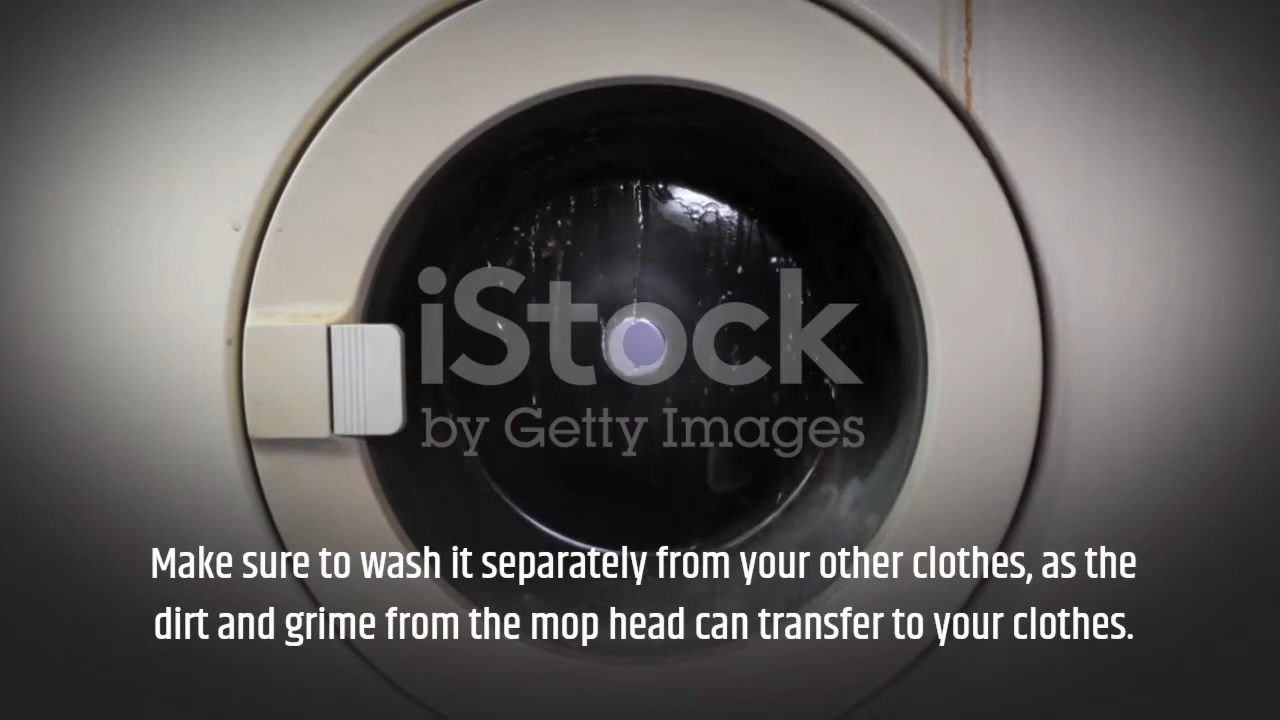 iStock
by Getty Images
Make sure to wash it separately from your other clothes, as the
dirt and grime from the mop head can transfer to your clothes.